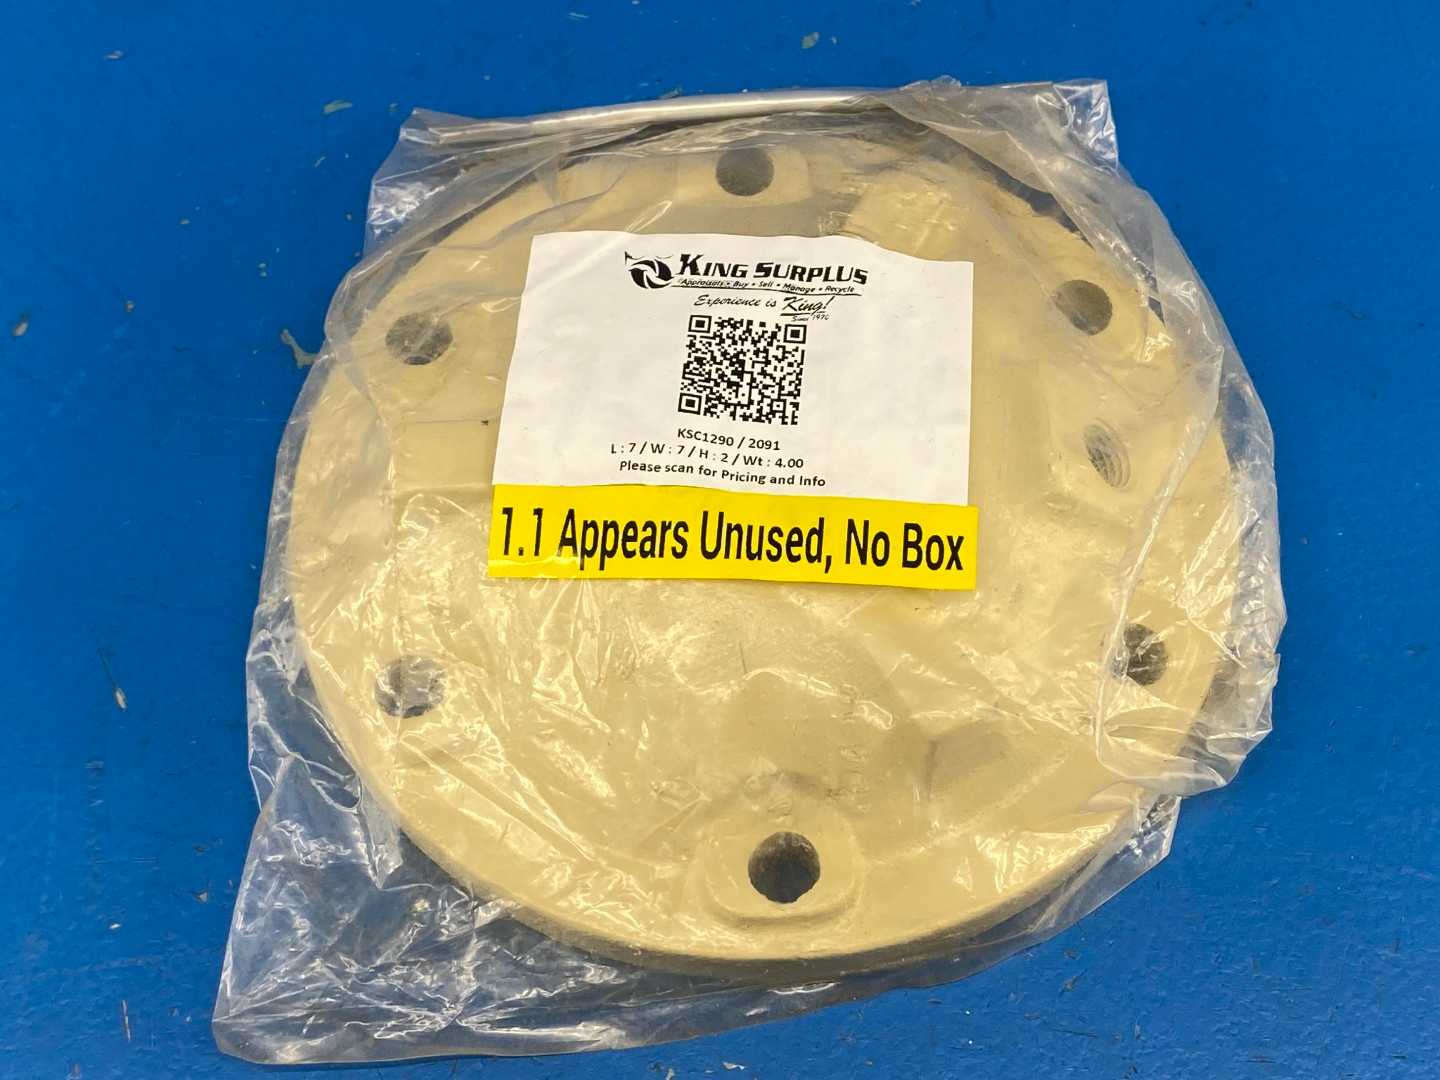 KING SURPLUS
Appraisals • Buy • Sell • Manage • Recycle
Experience is King!
Since 1970
KSC1290 / 2091
L : 7 / W : 7 / H : 2 / Wt : 4.00
Please scan for Pricing and Info
1.1 Appears Unused, No Box